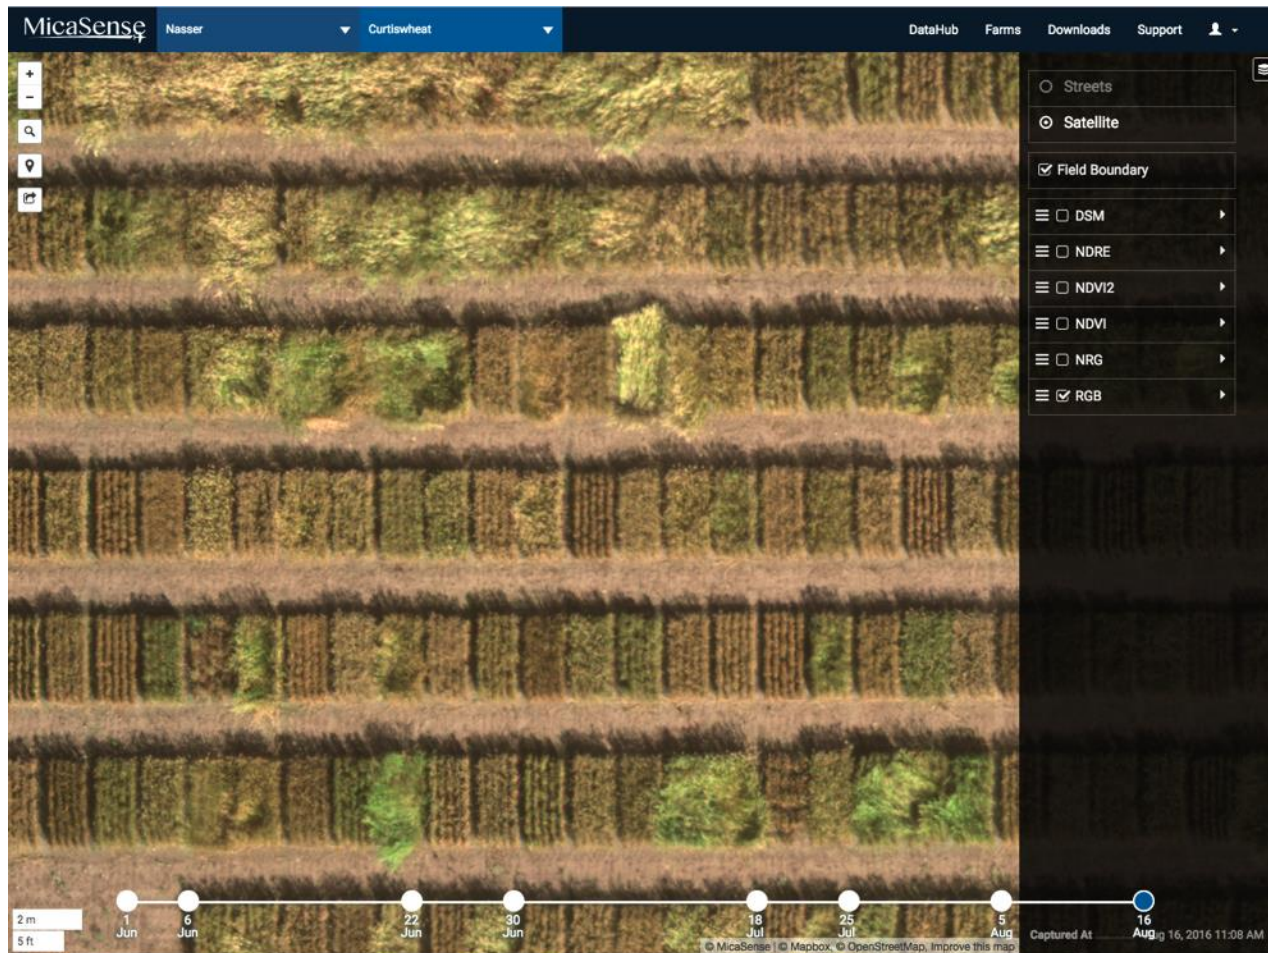 MicaSense
Nasser
Curtiswheat
DataHub
Farms
Downloads
Support
+
−
Streets
Satellite
Field Boundary
DSM
NDRE
NDVI2
NDVI
NRG
RGB
1
Jun
6
Jun
22
Jun
30
Jun
18
Jul
25
Jul
5
Aug
16
Aug
2 m
5 ft
Captured At
Aug 16, 2016 11:08 AM
© MicaSense | © Mapbox, © OpenStreetMap, Improve this map